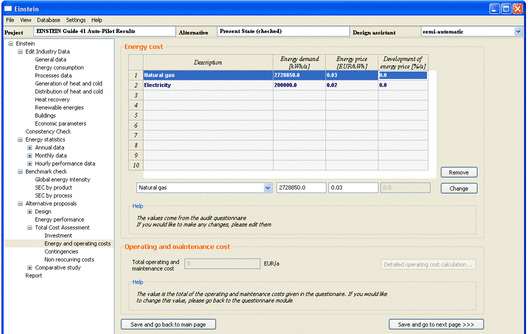 Einstein
File View Database Settings Help
Project EINSTEIN Guide 41 Auto-Pilot Results Alternative Present State (checked) Design assistant semi-automatic
Einstein
Edit Industry Data
General data
Energy consumption
Processes data
Generation of heat and cold
Distribution of heat and cold
Heat recovery
Renewable energies
Buildings
Economic parameters
Consistency Check
Energy statistics
Annual data
Monthly data
Hourly performance data
Benchmark check
Global energy intensity
SEC by product
SEC by process
Alternative proposals
Design
Energy performance
Total Cost Assessment
Investment
Energy and operating costs
Contingencies
Non reocurring costs
Comparative study
Report
Energy cost
Description Energy demand [kWh/a] Energy price [EUR/kWh] Development of energy price [%/a]
1 Natural gas 2728850.0 0.03 0.0
2 Electricity 200000.0 0.02 0.0
3
4
5
6
7
8
9
10
Remove
Natural gas 2728850.0 0.03 0.0 Change
Help
The values come from the audit questionnaire
If you would like to make any changes, please edit them
Operating and maintenance cost
Total operating and maintenance cost 0 EUR/a Detailed operating cost calculation...
Help
The value is the total of the operating and maintenance costs given in the questionnaire. If you would like
to change this value, please go back to the questionnaire module
Save and go back to main page Save and go to next page >>>